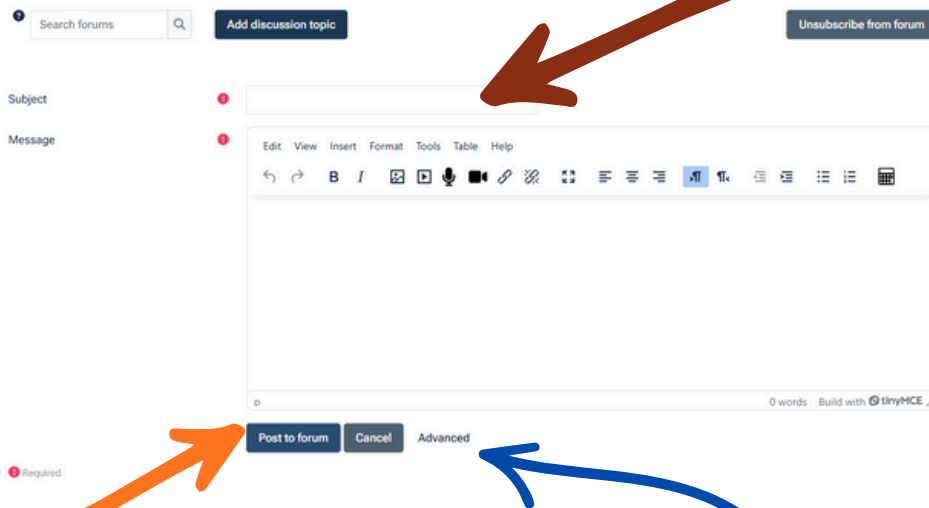 Search forums
Add discussion topic
Unsubscribe from forum
Subject
Message
Edit View Insert Format Tools Table Help
B I
p
0 words Build with tinyMCE
Post to forum Cancel Advanced
Required